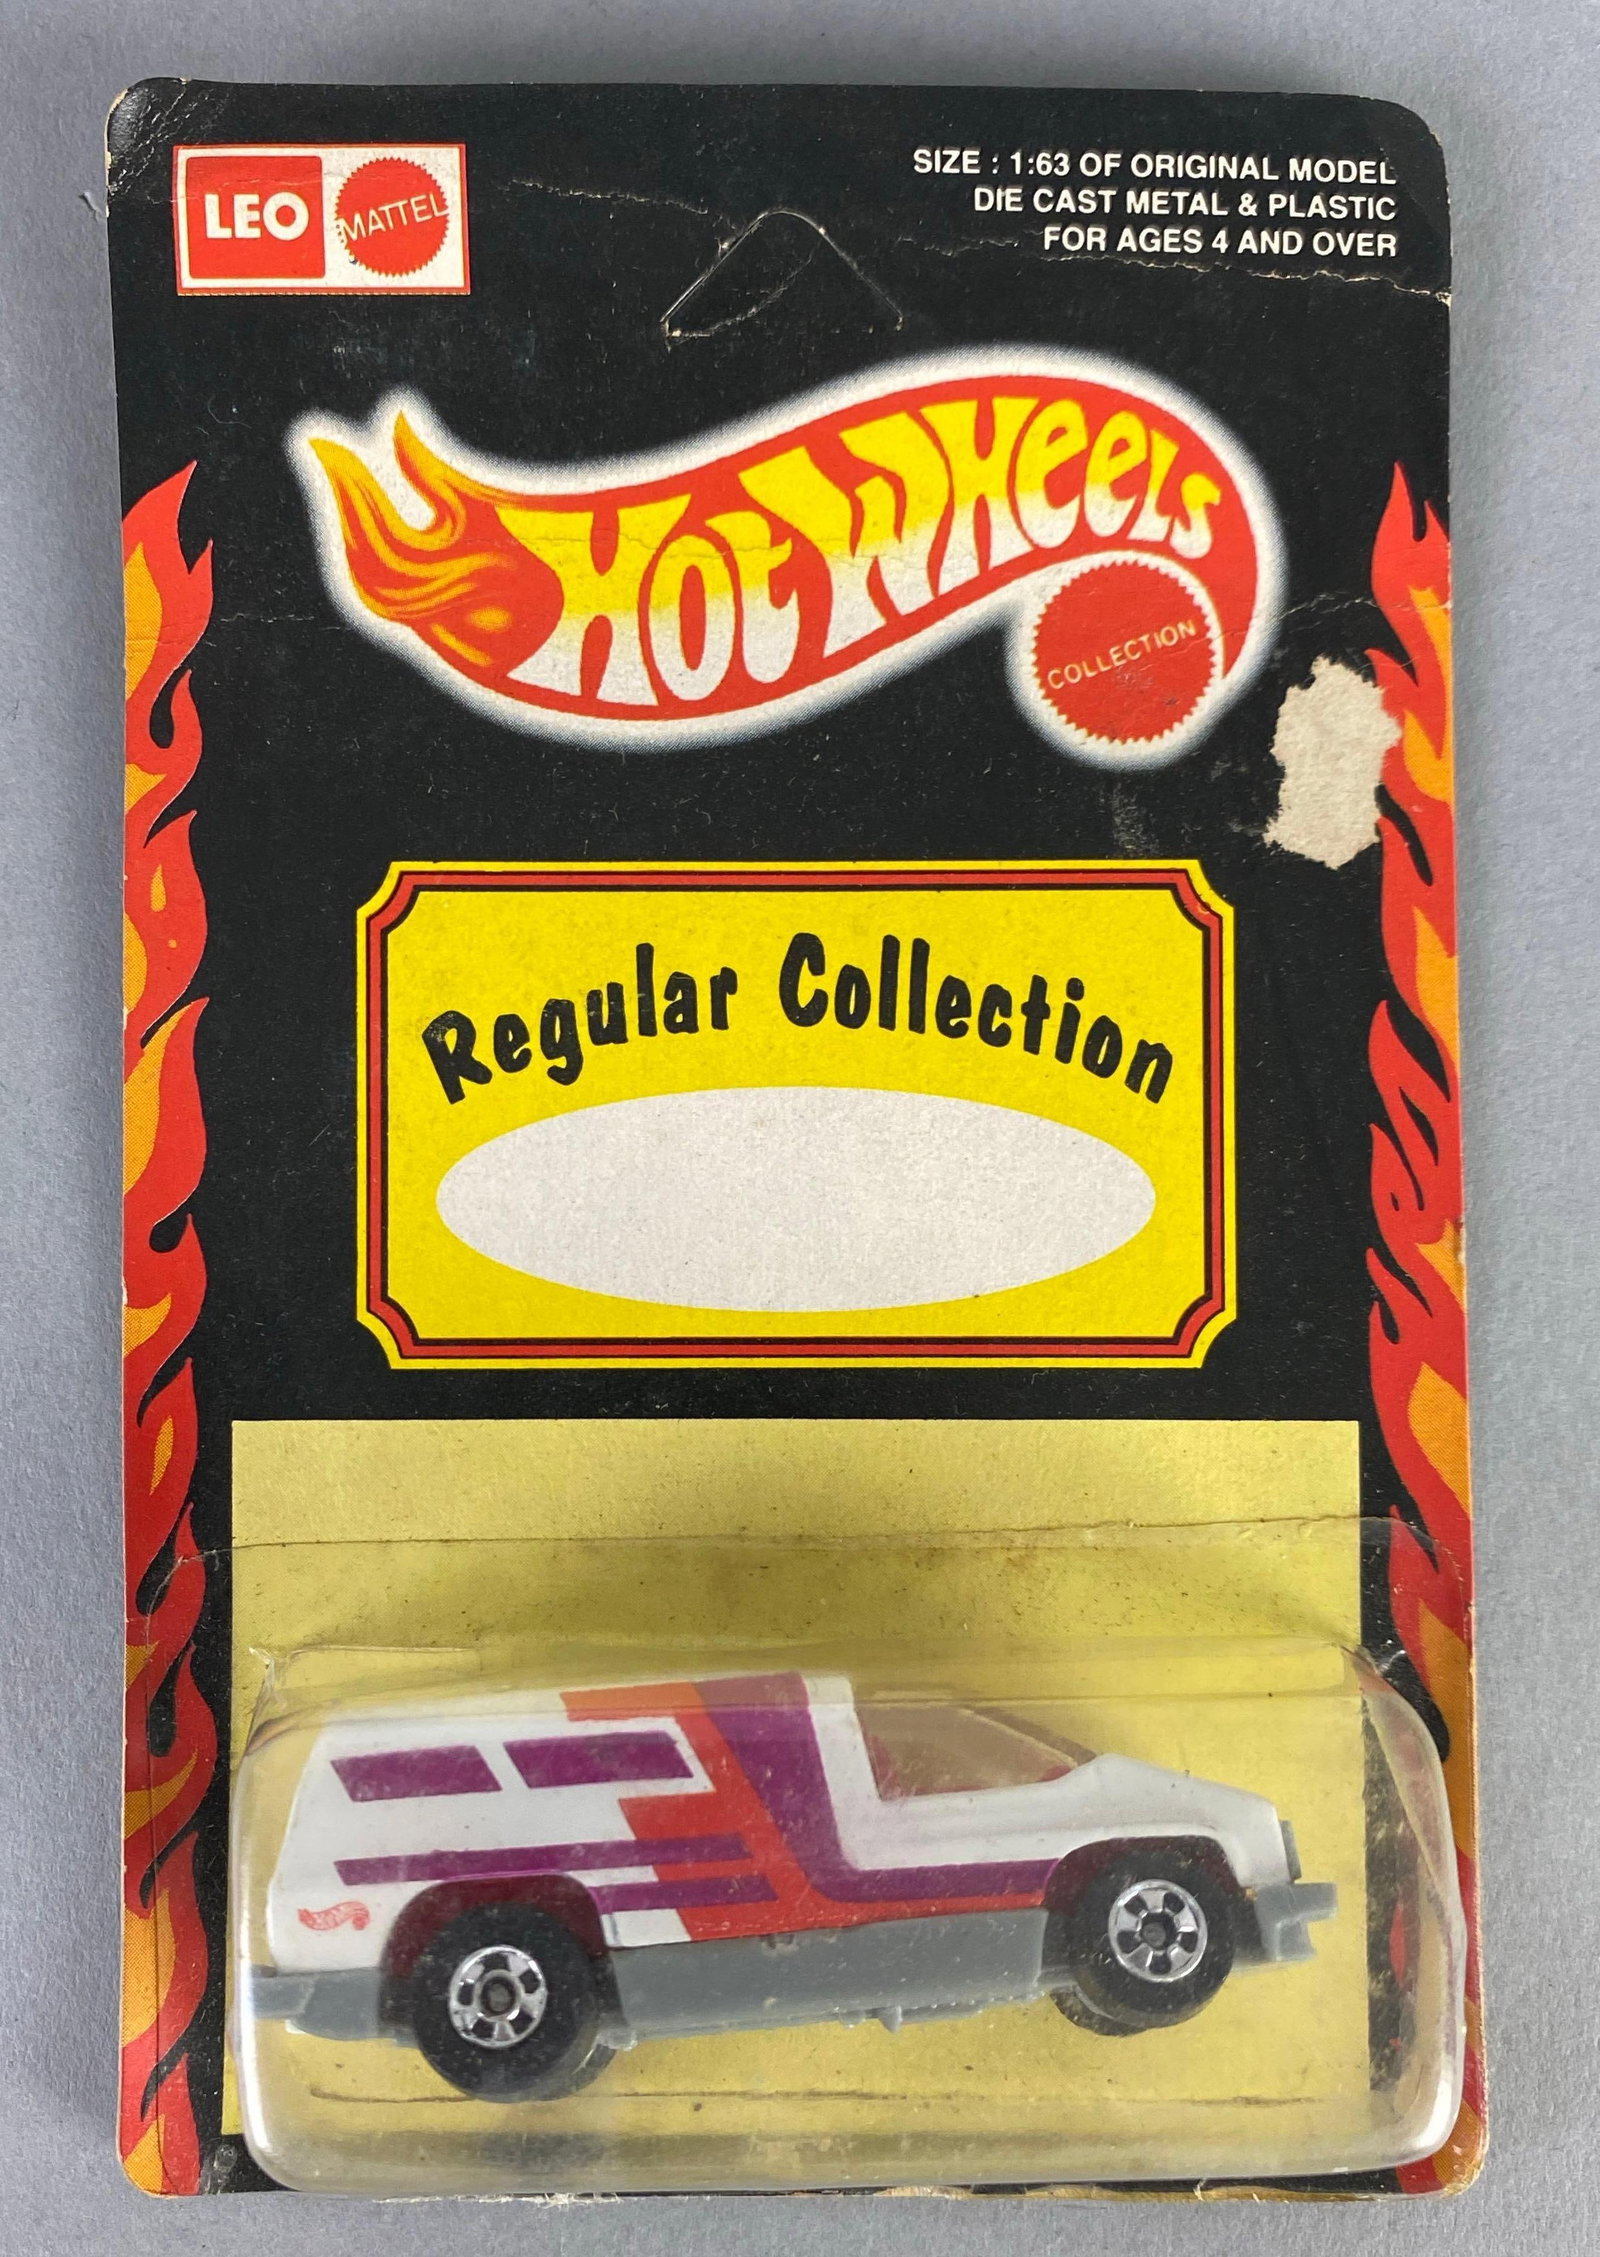 LEO
MATTEL
SIZE : 1:63 OF ORIGINAL MODEL
DIE CAST METAL & PLASTIC
FOR AGES 4 AND OVER
HOT WHEELS
COLLECTION
Regular Collection